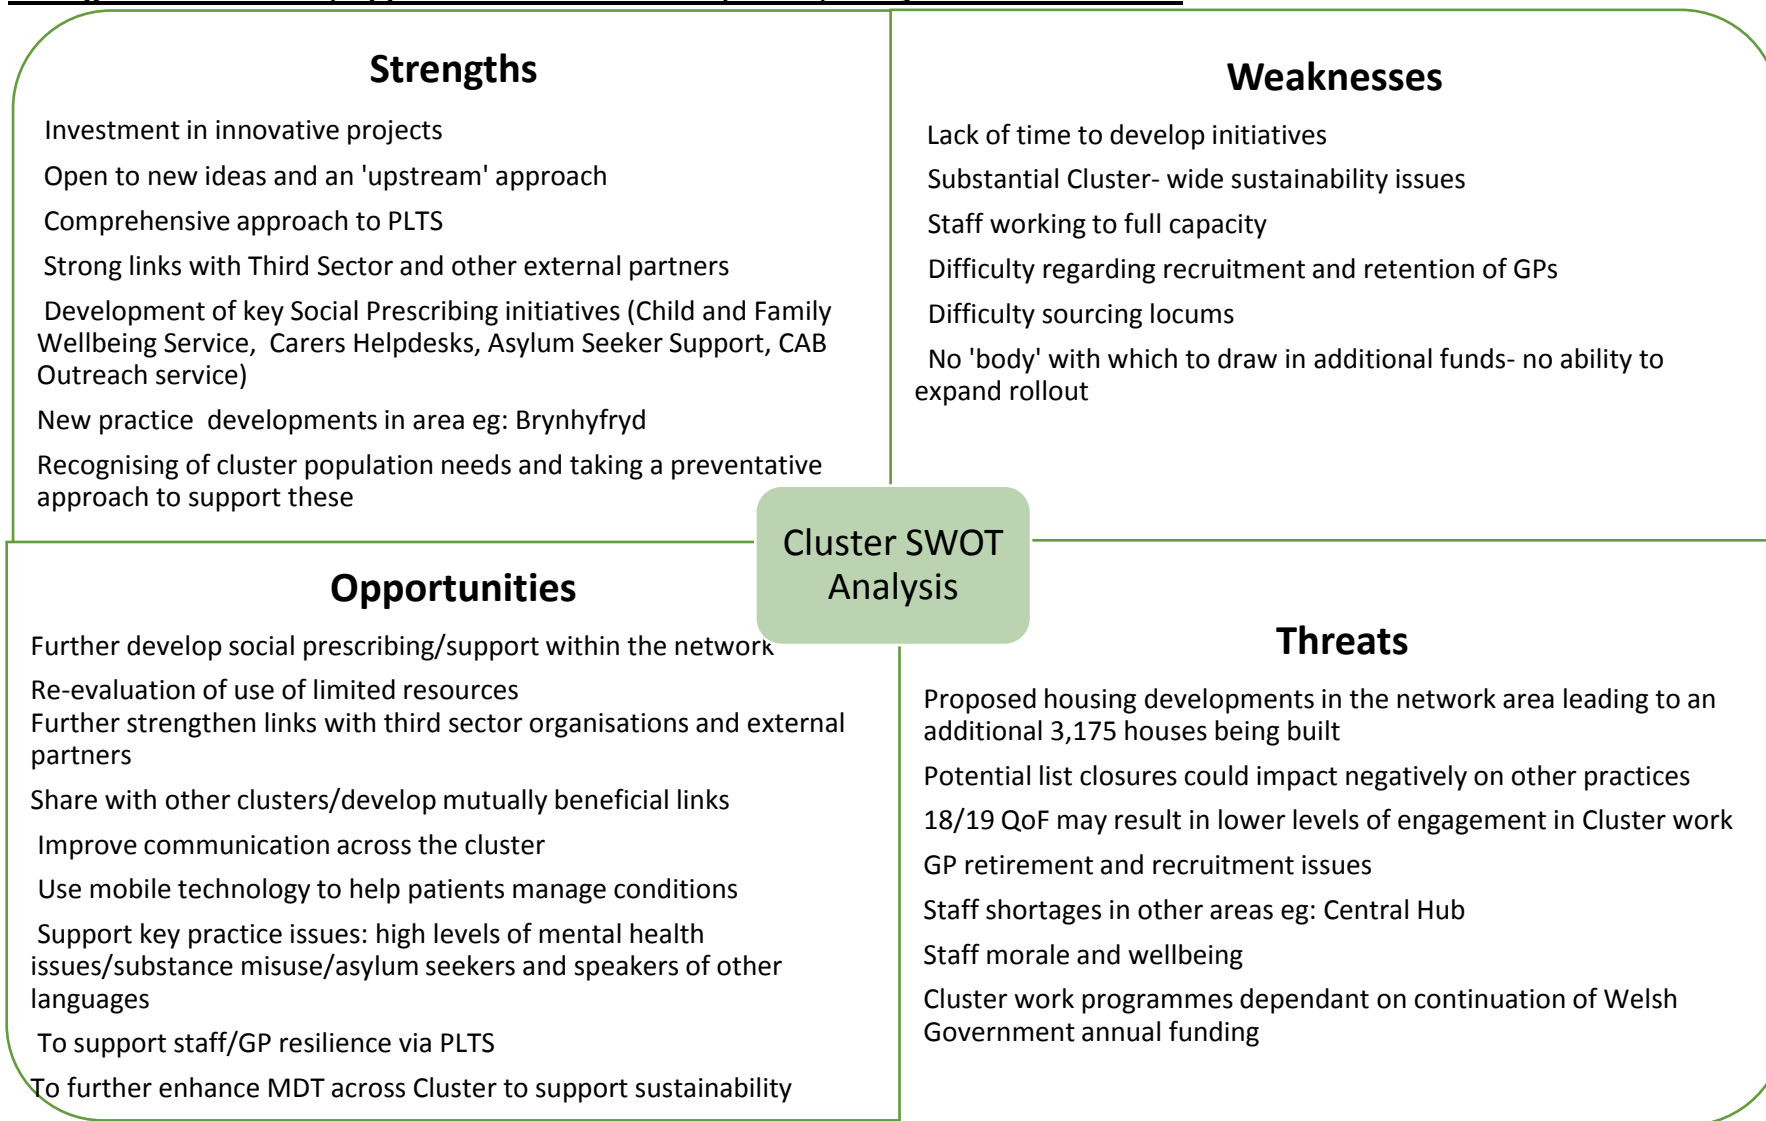 Strengths
Investment in innovative projects
Open to new ideas and an 'upstream' approach
Comprehensive approach to PLTS
Strong links with Third Sector and other external partners
Development of key Social Prescribing initiatives (Child and Family
Wellbeing Service, Carers Helpdesks, Asylum Seeker Support, CAB
Outreach service)
New practice developments in area eg: Brynhyfryd
Recognising of cluster population needs and taking a preventative
approach to support these
Weaknesses
Lack of time to develop initiatives
Substantial Cluster- wide sustainability issues
Staff working to full capacity
Difficulty regarding recruitment and retention of GPs
Difficulty sourcing locums
No 'body' with which to draw in additional funds- no ability to
expand rollout
Cluster SWOT
Analysis
Opportunities
Further develop social prescribing/support within the network
Re-evaluation of use of limited resources
Further strengthen links with third sector organisations and external
partners
Share with other clusters/develop mutually beneficial links
Improve communication across the cluster
Use mobile technology to help patients manage conditions
Support key practice issues: high levels of mental health
issues/substance misuse/asylum seekers and speakers of other
languages
To support staff/GP resilience via PLTS
To further enhance MDT across Cluster to support sustainability
Threats
Proposed housing developments in the network area leading to an
additional 3,175 houses being built
Potential list closures could impact negatively on other practices
18/19 QoF may result in lower levels of engagement in Cluster work
GP retirement and recruitment issues
Staff shortages in other areas eg: Central Hub
Staff morale and wellbeing
Cluster work programmes dependant on continuation of Welsh
Government annual funding